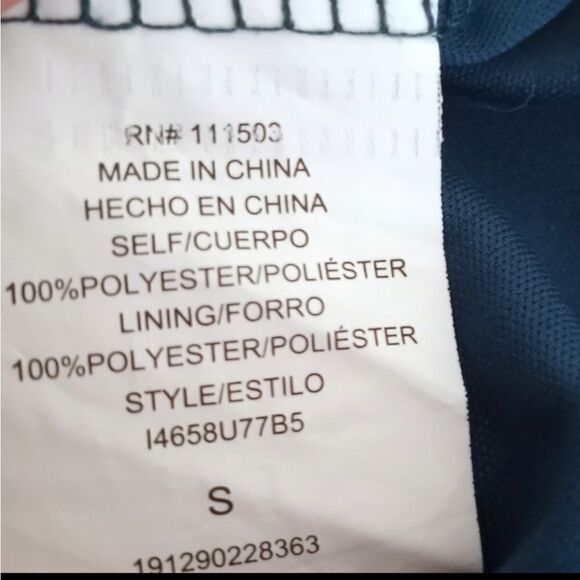 RN# 111503
MADE IN CHINA
HECHO EN CHINA
SELF/CUERPO
100%POLYESTER/POLIÉSTER
LINING/FORRO
100%POLYESTER/POLIÉSTER
STYLE/ESTILO
I4658U77B5
S
191290228363